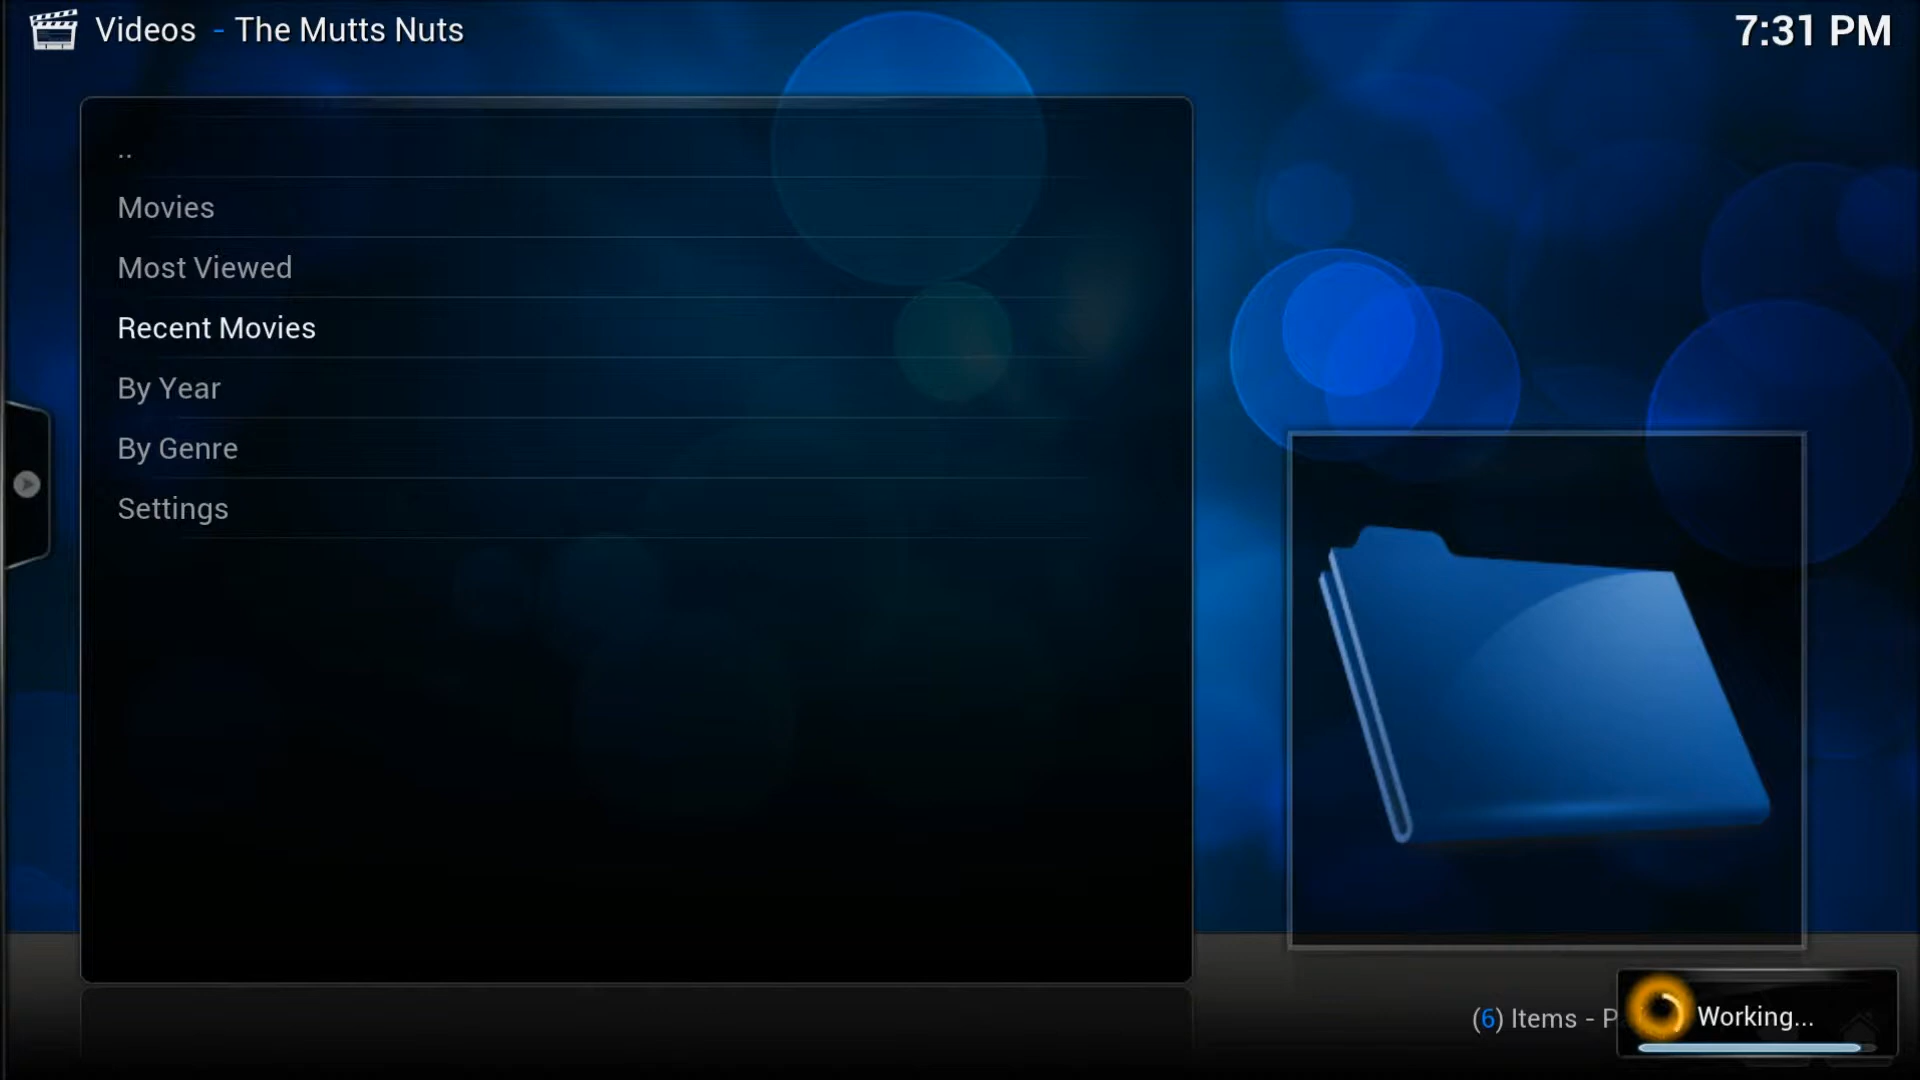 Videos - The Mutts Nuts
7:31 PM
..
Movies
Most Viewed
Recent Movies
By Year
By Genre
Settings
(6) Items - P
Working...